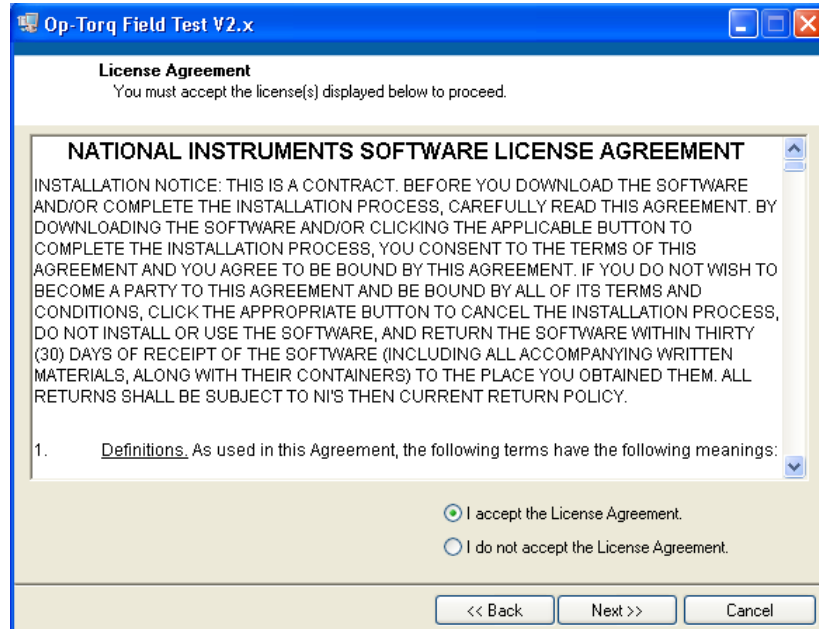 Op-Torq Field Test V2.x
License Agreement
You must accept the license(s) displayed below to proceed.
NATIONAL INSTRUMENTS SOFTWARE LICENSE AGREEMENT
INSTALLATION NOTICE: THIS IS A CONTRACT. BEFORE YOU DOWNLOAD THE SOFTWARE
AND/OR COMPLETE THE INSTALLATION PROCESS, CAREFULLY READ THIS AGREEMENT. BY
DOWNLOADING THE SOFTWARE AND/OR CLICKING THE APPLICABLE BUTTON TO
COMPLETE THE INSTALLATION PROCESS, YOU CONSENT TO THE TERMS OF THIS
AGREEMENT AND YOU AGREE TO BE BOUND BY THIS AGREEMENT. IF YOU DO NOT WISH TO
BECOME A PARTY TO THIS AGREEMENT AND BE BOUND BY ALL OF ITS TERMS AND
CONDITIONS, CLICK THE APPROPRIATE BUTTON TO CANCEL THE INSTALLATION PROCESS,
DO NOT INSTALL OR USE THE SOFTWARE, AND RETURN THE SOFTWARE WITHIN THIRTY
(30) DAYS OF RECEIPT OF THE SOFTWARE (INCLUDING ALL ACCOMPANYING WRITTEN
MATERIALS, ALONG WITH THEIR CONTAINERS) TO THE PLACE YOU OBTAINED THEM. ALL
RETURNS SHALL BE SUBJECT TO NI'S THEN CURRENT RETURN POLICY.
1. Definitions. As used in this Agreement, the following terms have the following meanings:
I accept the License Agreement.
I do not accept the License Agreement.
<< Back Next >> Cancel